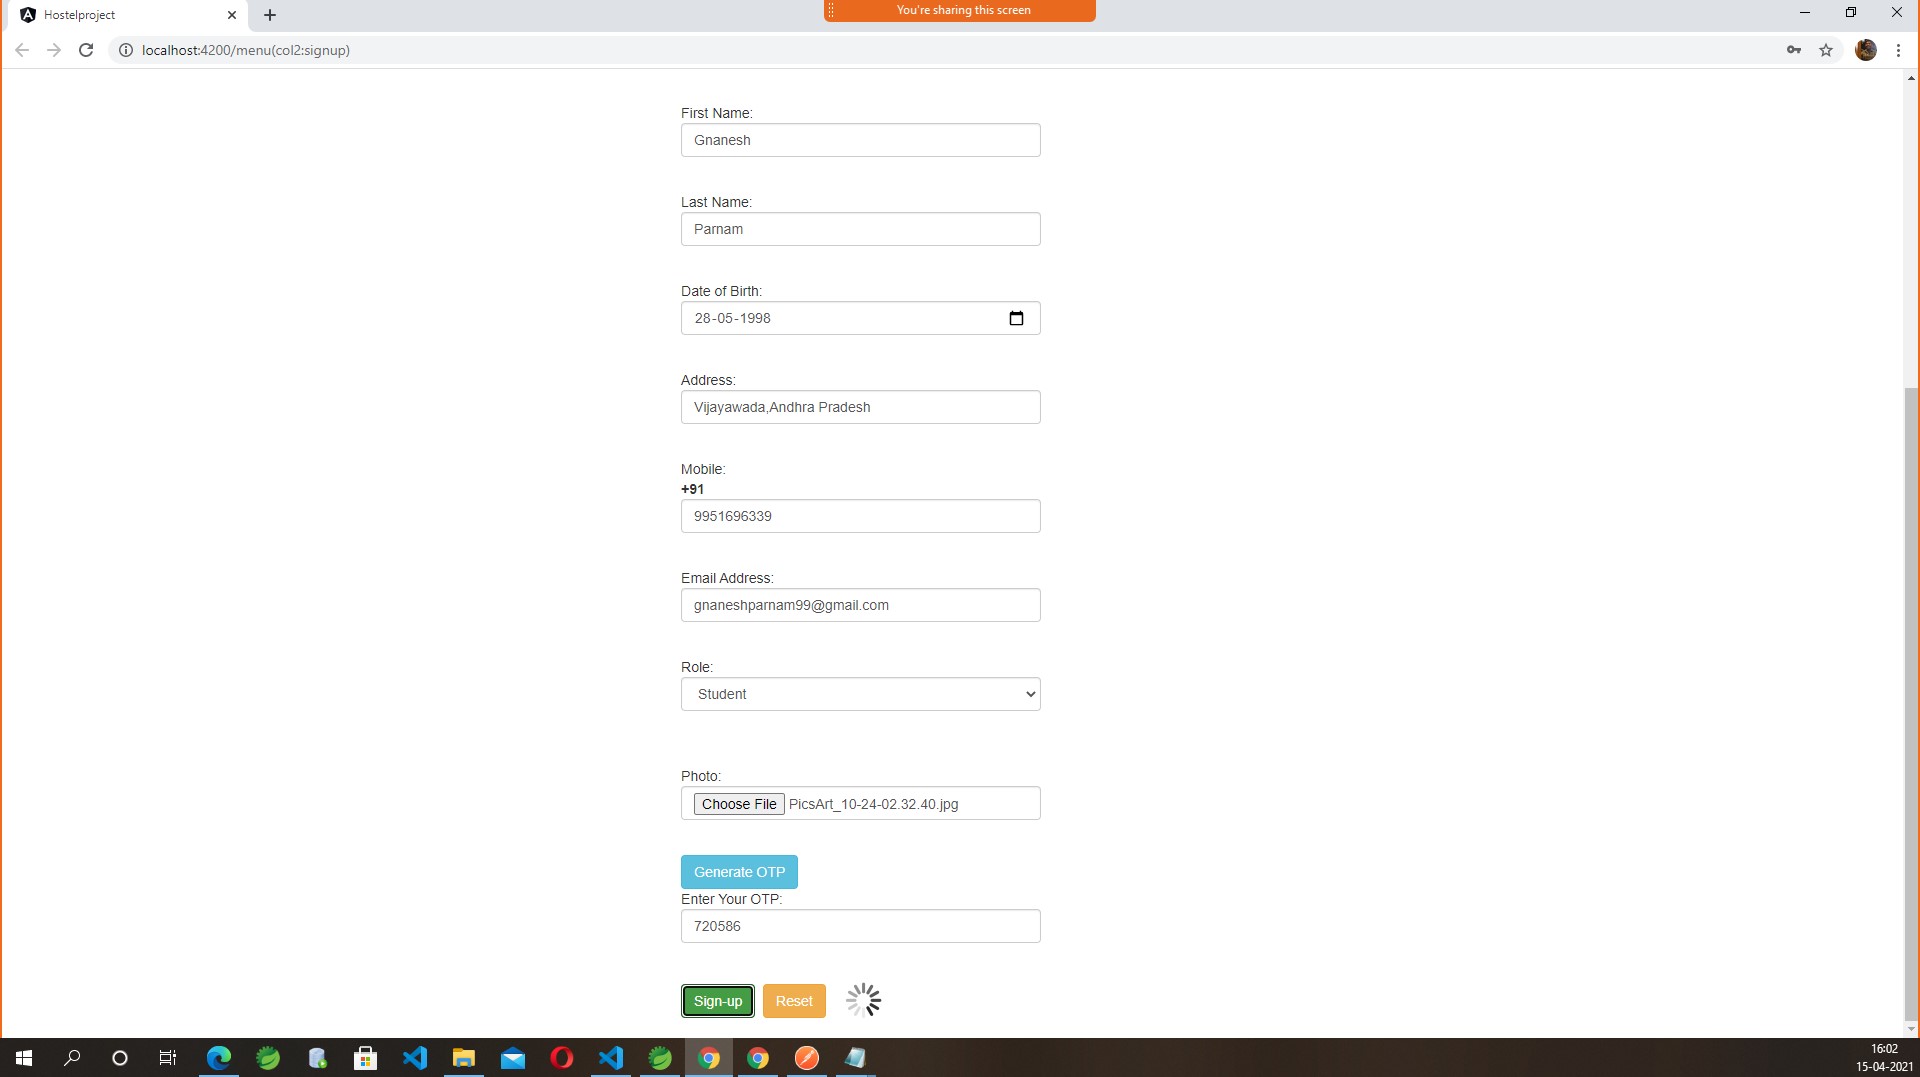 Hostelproject
You're sharing this screen
localhost:4200/menu(col2:signup)
First Name:
Gnanesh
Last Name:
Parnam
Date of Birth:
28-05-1998
Address:
Vijayawada,Andhra Pradesh
Mobile:
+91
9951696339
Email Address:
gnaneshparnam99@gmail.com
Role:
Student
Photo:
Choose File PicsArt_10-24-02.32.40.jpg
Generate OTP
Enter Your OTP:
720586
Sign-up Reset
16:02
15-04-2021